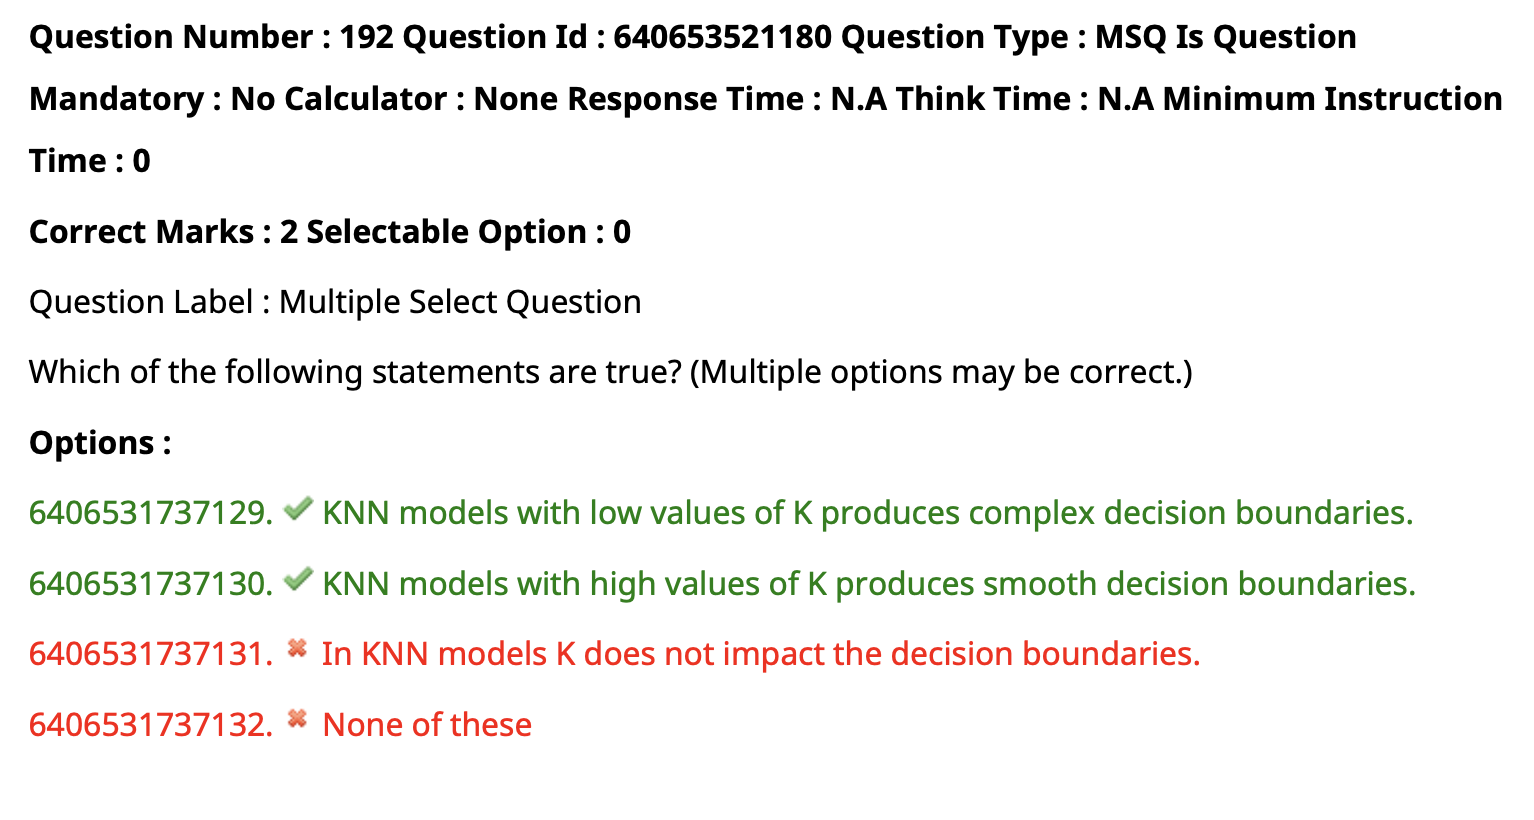 Question Number : 192 Question Id : 640653521180 Question Type : MSQ Is Question
Mandatory : No Calculator : None Response Time : N.A Think Time : N.A Minimum Instruction
Time : 0
Correct Marks : 2 Selectable Option : 0
Question Label : Multiple Select Question
Which of the following statements are true? (Multiple options may be correct.)
Options :
6406531737129. ✔ KNN models with low values of K produces complex decision boundaries.
6406531737130. ✔ KNN models with high values of K produces smooth decision boundaries.
6406531737131. ✖ In KNN models K does not impact the decision boundaries.
6406531737132. ✖ None of these